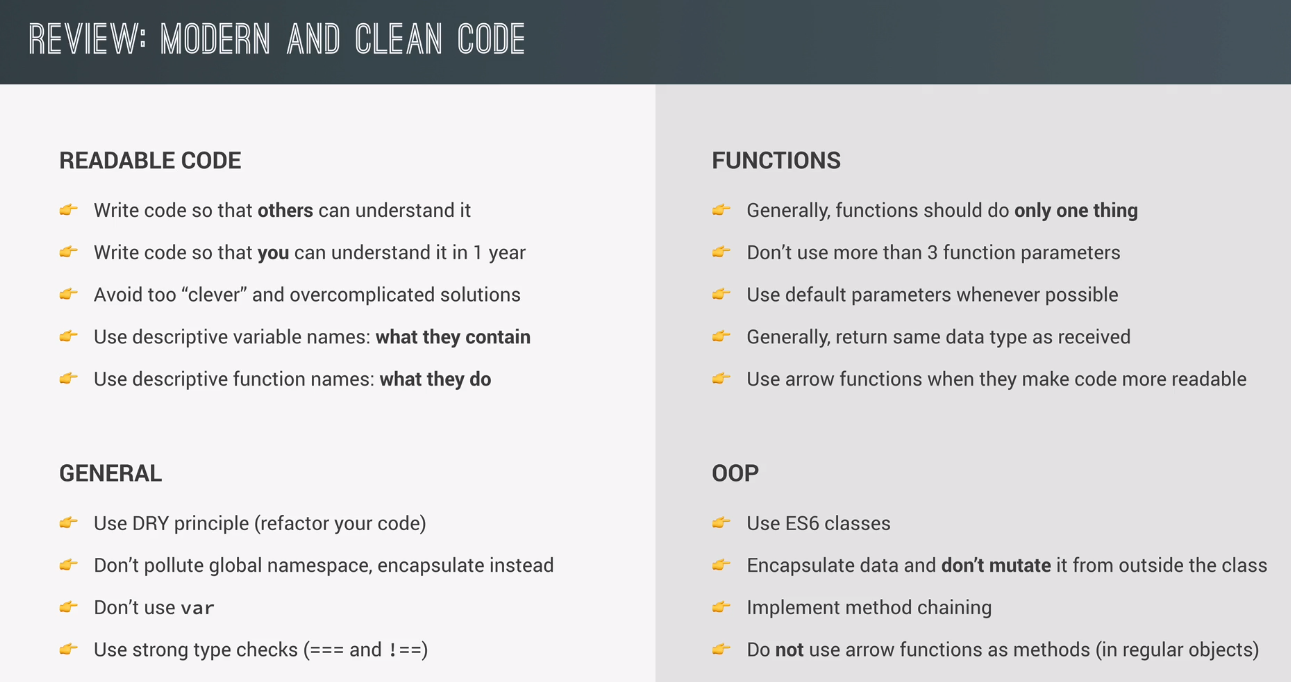 REVIEW: MODERN AND CLEAN CODE
READABLE CODE
👉 Write code so that others can understand it
👉 Write code so that you can understand it in 1 year
👉 Avoid too “clever” and overcomplicated solutions
👉 Use descriptive variable names: what they contain
👉 Use descriptive function names: what they do
GENERAL
👉 Use DRY principle (refactor your code)
👉 Don’t pollute global namespace, encapsulate instead
👉 Don’t use var
👉 Use strong type checks (=== and !==)
FUNCTIONS
👉 Generally, functions should do only one thing
👉 Don’t use more than 3 function parameters
👉 Use default parameters whenever possible
👉 Generally, return same data type as received
👉 Use arrow functions when they make code more readable
OOP
👉 Use ES6 classes
👉 Encapsulate data and don’t mutate it from outside the class
👉 Implement method chaining
👉 Do not use arrow functions as methods (in regular objects)